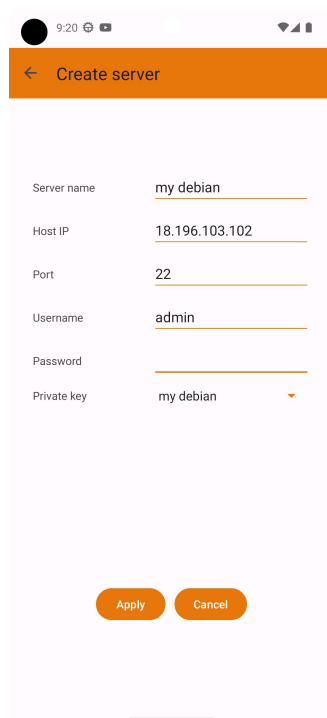 9:20
Create server
Server name my debian
Host IP 18.196.103.102
Port 22
Username admin
Password
Private key my debian
Apply Cancel